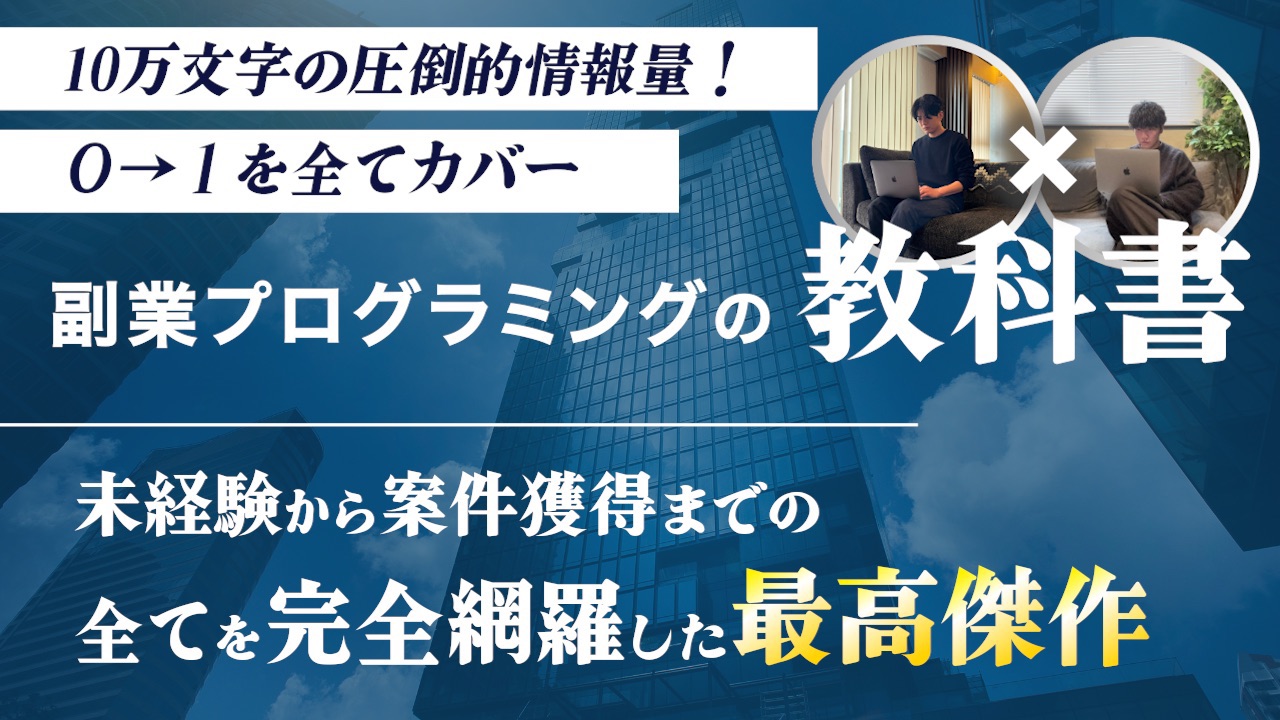 10万文字の圧倒的情報量！
0→1を全てカバー
×
副業プログラミングの教科書
未経験から案件獲得までの
全てを完全網羅した最高傑作